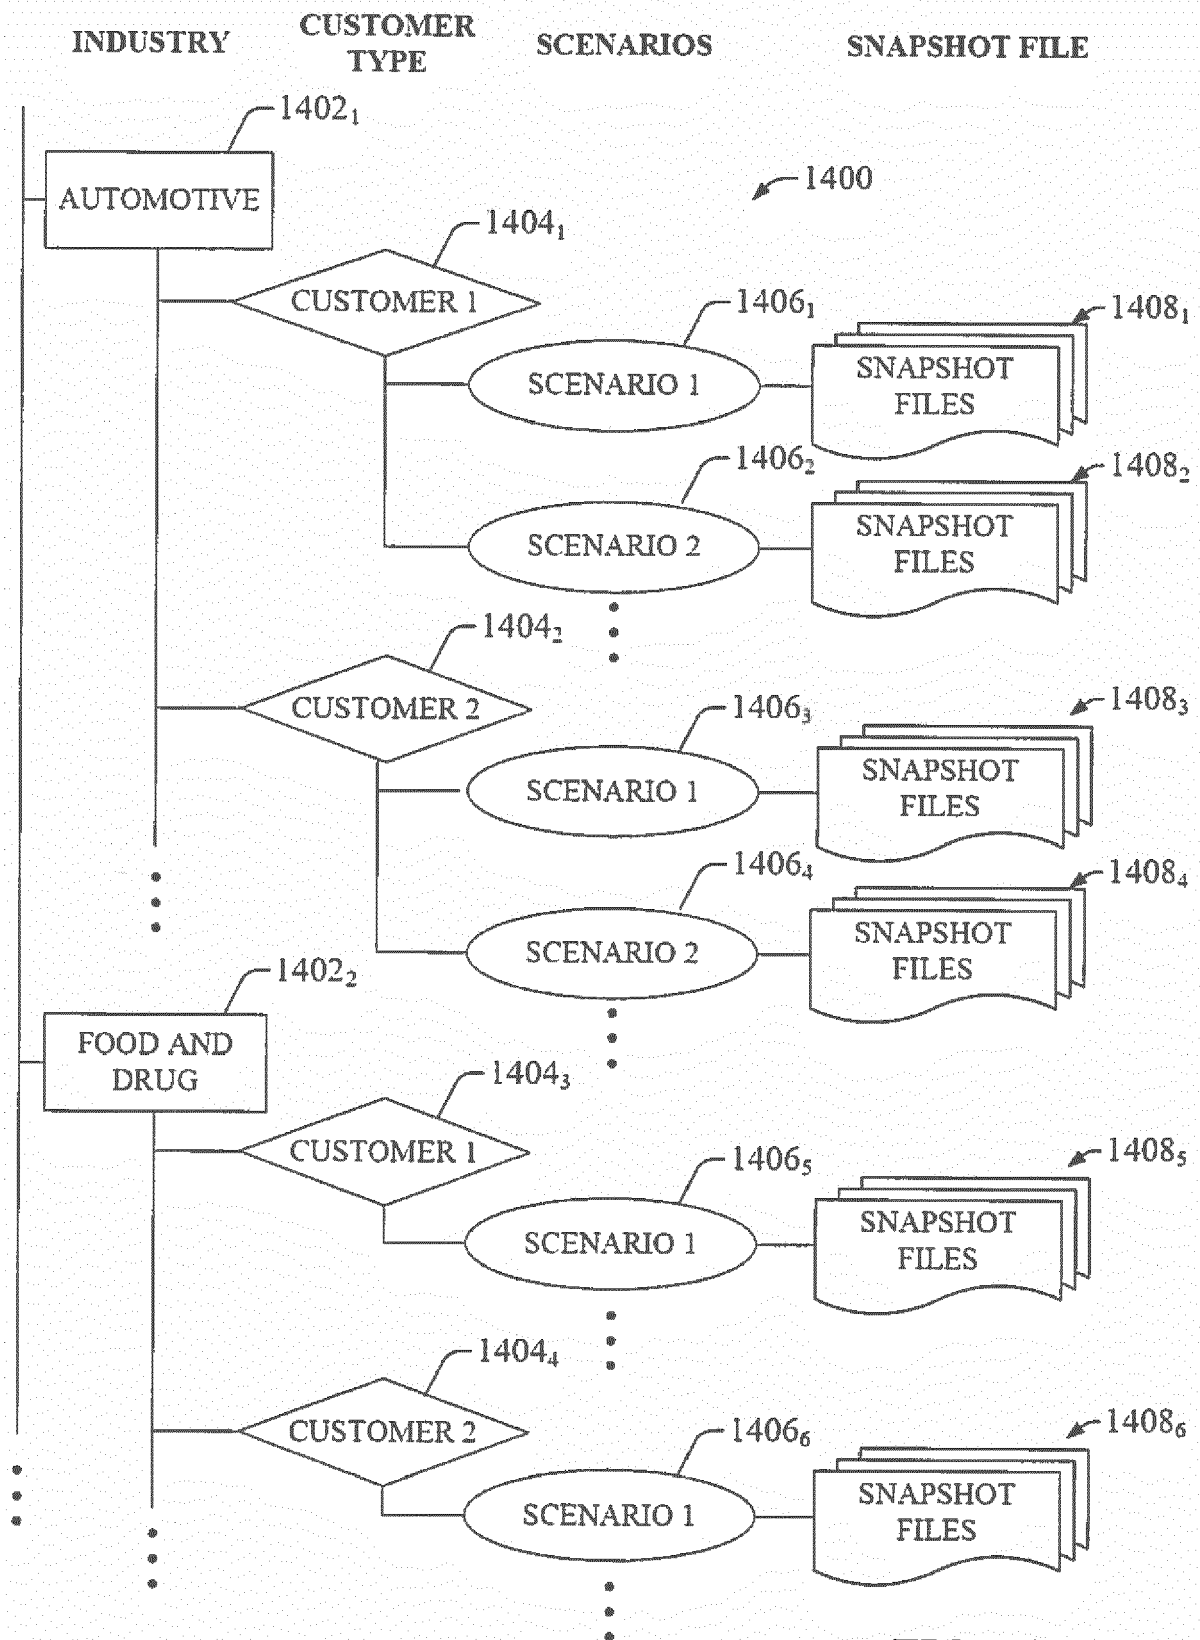 INDUSTRY
CUSTOMER
TYPE
SCENARIOS
SNAPSHOT FILE
1402₁
AUTOMOTIVE
1400
1404₁
CUSTOMER 1
1406₁
SCENARIO 1
1408₁
SNAPSHOT
FILES
1406₂
SCENARIO 2
1408₂
SNAPSHOT
FILES
1404₂
CUSTOMER 2
1406₃
SCENARIO 1
1408₃
SNAPSHOT
FILES
1406₄
SCENARIO 2
1408₄
SNAPSHOT
FILES
1402₂
FOOD AND
DRUG
1404₃
CUSTOMER 1
1406₅
SCENARIO 1
1408₅
SNAPSHOT
FILES
1404₄
CUSTOMER 2
1406₆
SCENARIO 1
1408₆
SNAPSHOT
FILES